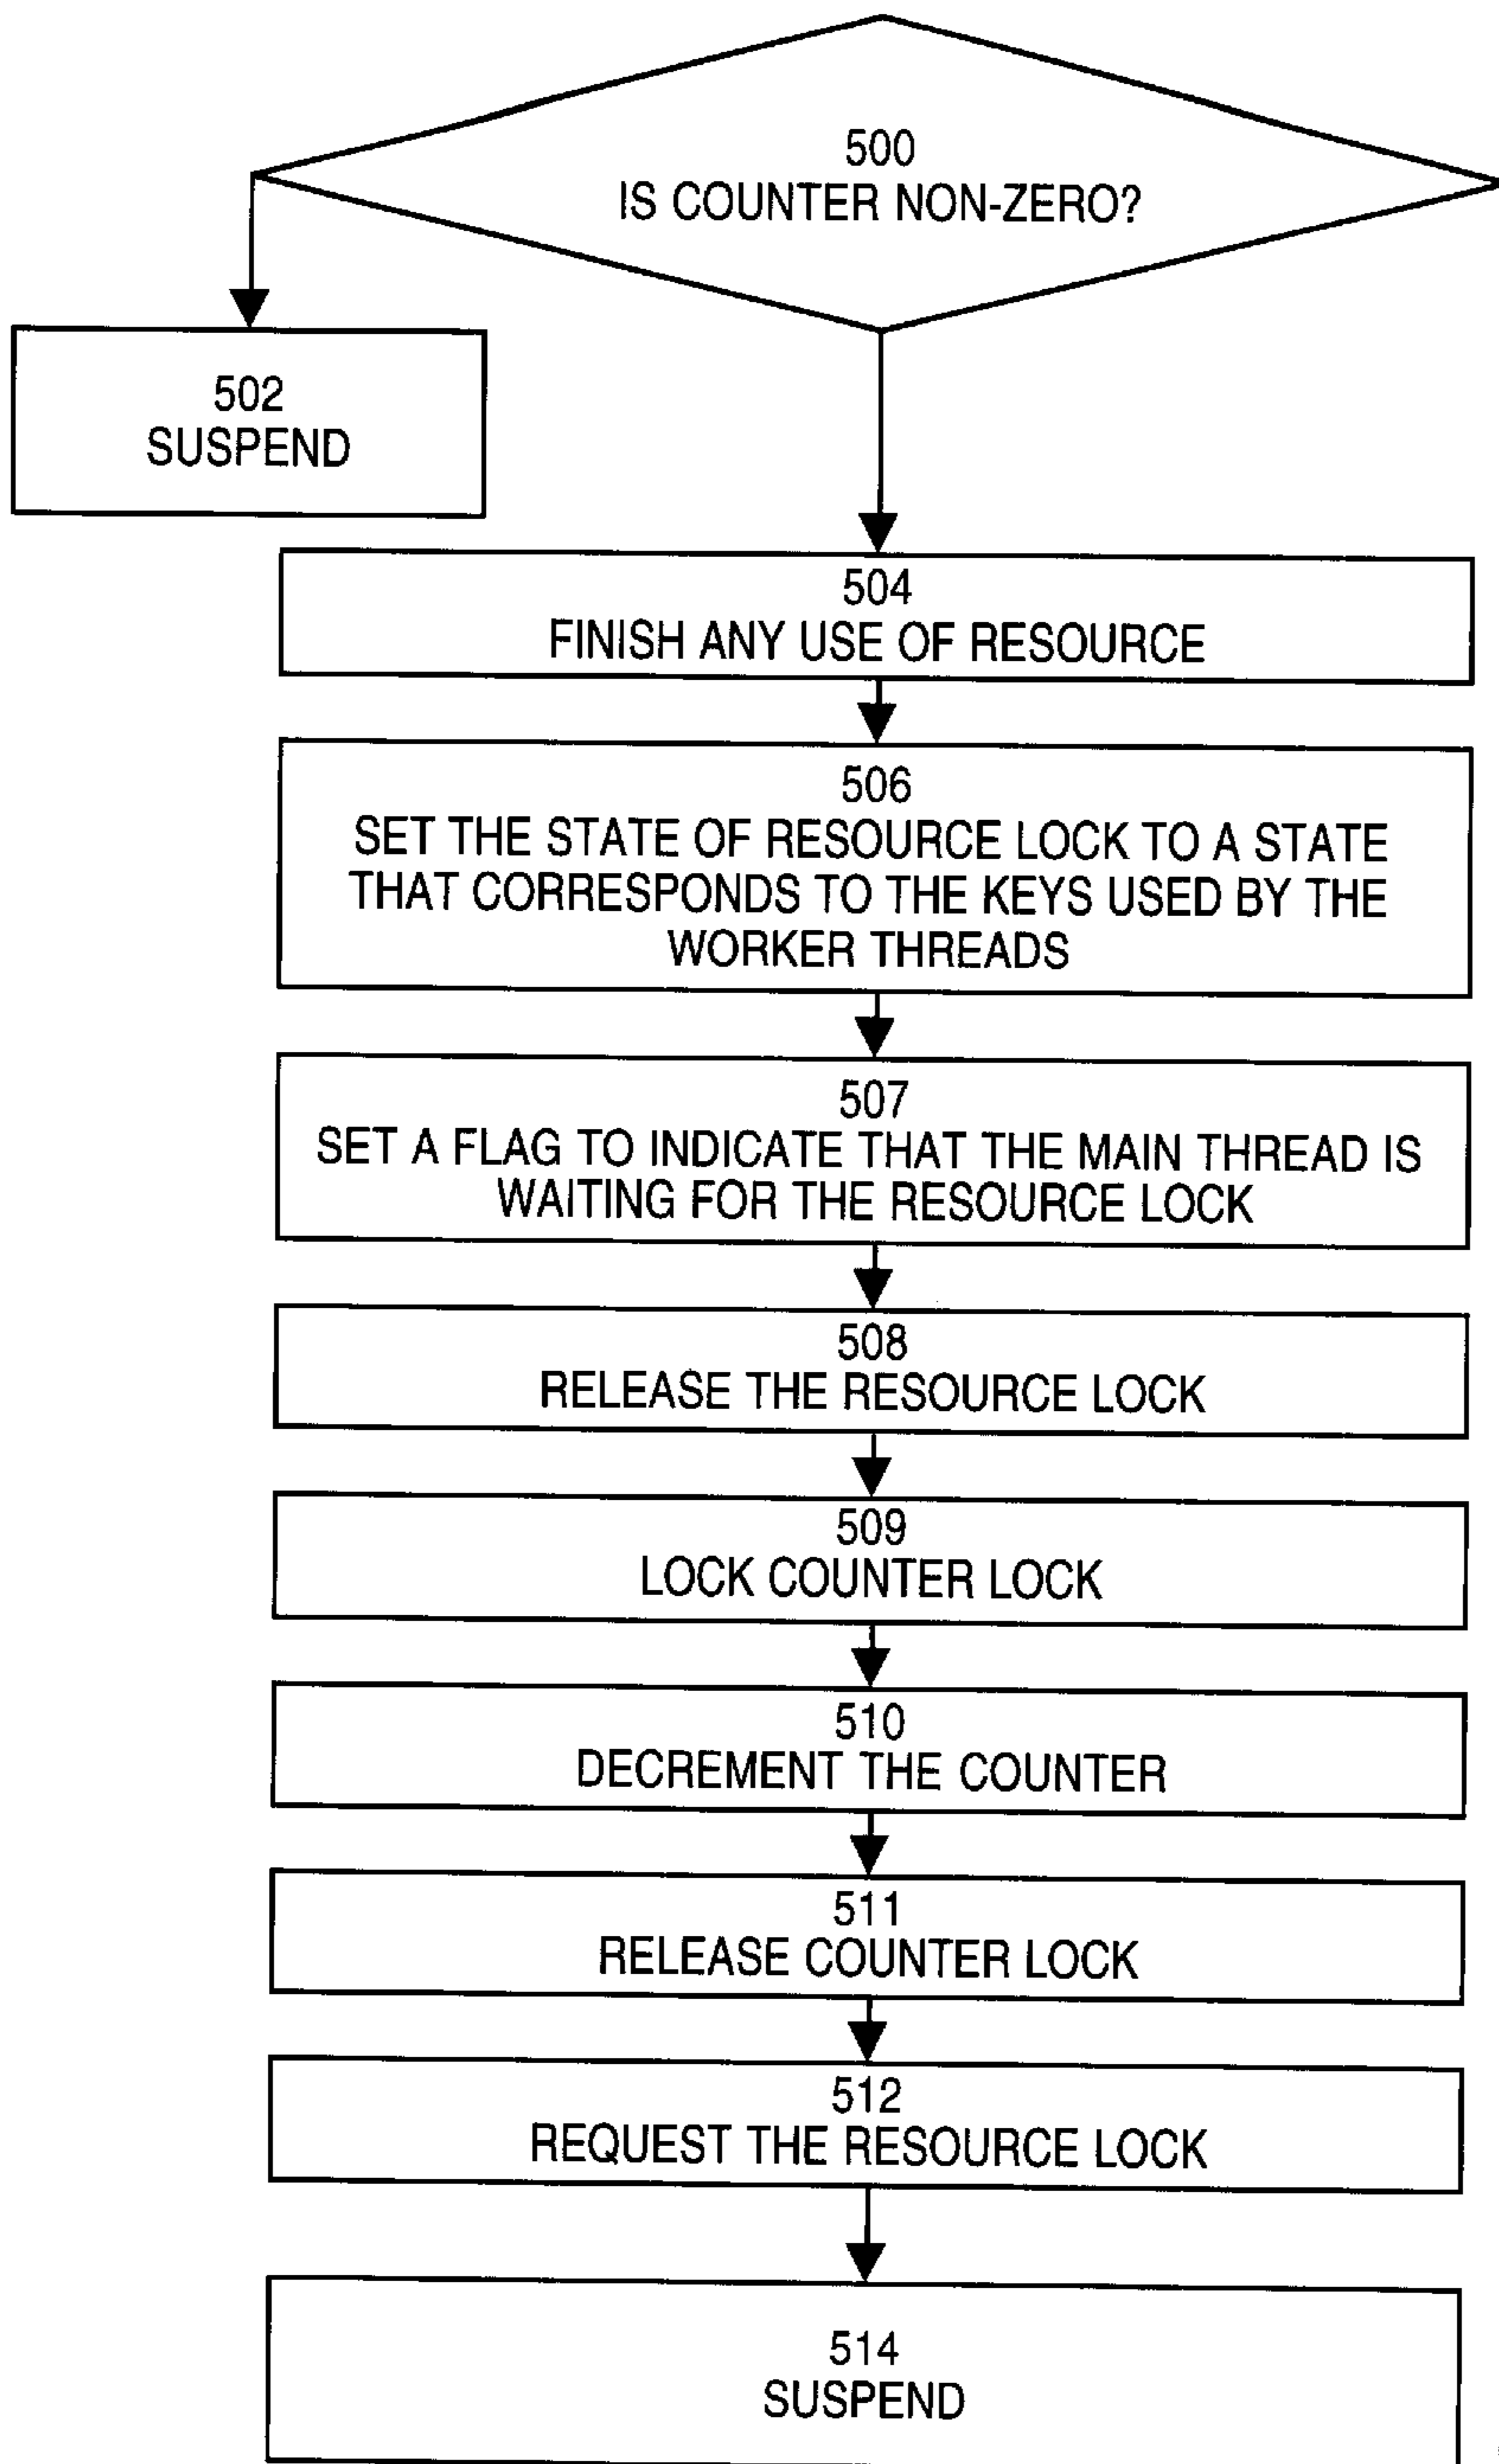 500
IS COUNTER NON-ZERO?
502
SUSPEND
504
FINISH ANY USE OF RESOURCE
506
SET THE STATE OF RESOURCE LOCK TO A STATE
THAT CORRESPONDS TO THE KEYS USED BY THE
WORKER THREADS
507
SET A FLAG TO INDICATE THAT THE MAIN THREAD IS
WAITING FOR THE RESOURCE LOCK
508
RELEASE THE RESOURCE LOCK
509
LOCK COUNTER LOCK
510
DECREMENT THE COUNTER
511
RELEASE COUNTER LOCK
512
REQUEST THE RESOURCE LOCK
514
SUSPEND